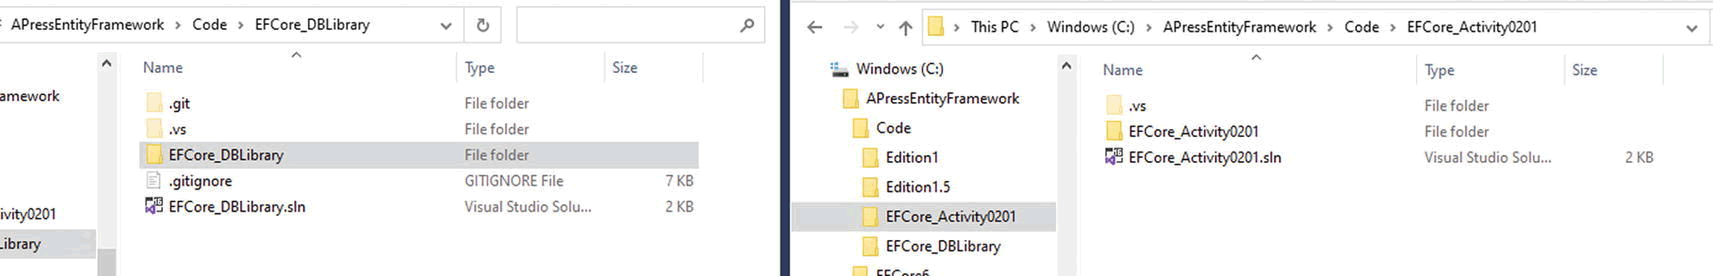 APressEntityFramework > Code > EFCore_DBLibrary
Name Type Size
amework
.git File folder
.vs File folder
EFCore_DBLibrary File folder
.gitignore GITIGNORE File 7 KB
EFCore_DBLibrary.sln Visual Studio Solu... 2 KB
ivity0201
Library
This PC > Windows (C:) > APressEntityFramework > Code > EFCore_Activity0201
Windows (C:)
APressEntityFramework
Code
Edition1
Edition1.5
EFCore_Activity0201
EFCore_DBLibrary
EFCore6
Name Type Size
.vs File folder
EFCore_Activity0201 File folder
EFCore_Activity0201.sln Visual Studio Solu... 2 KB